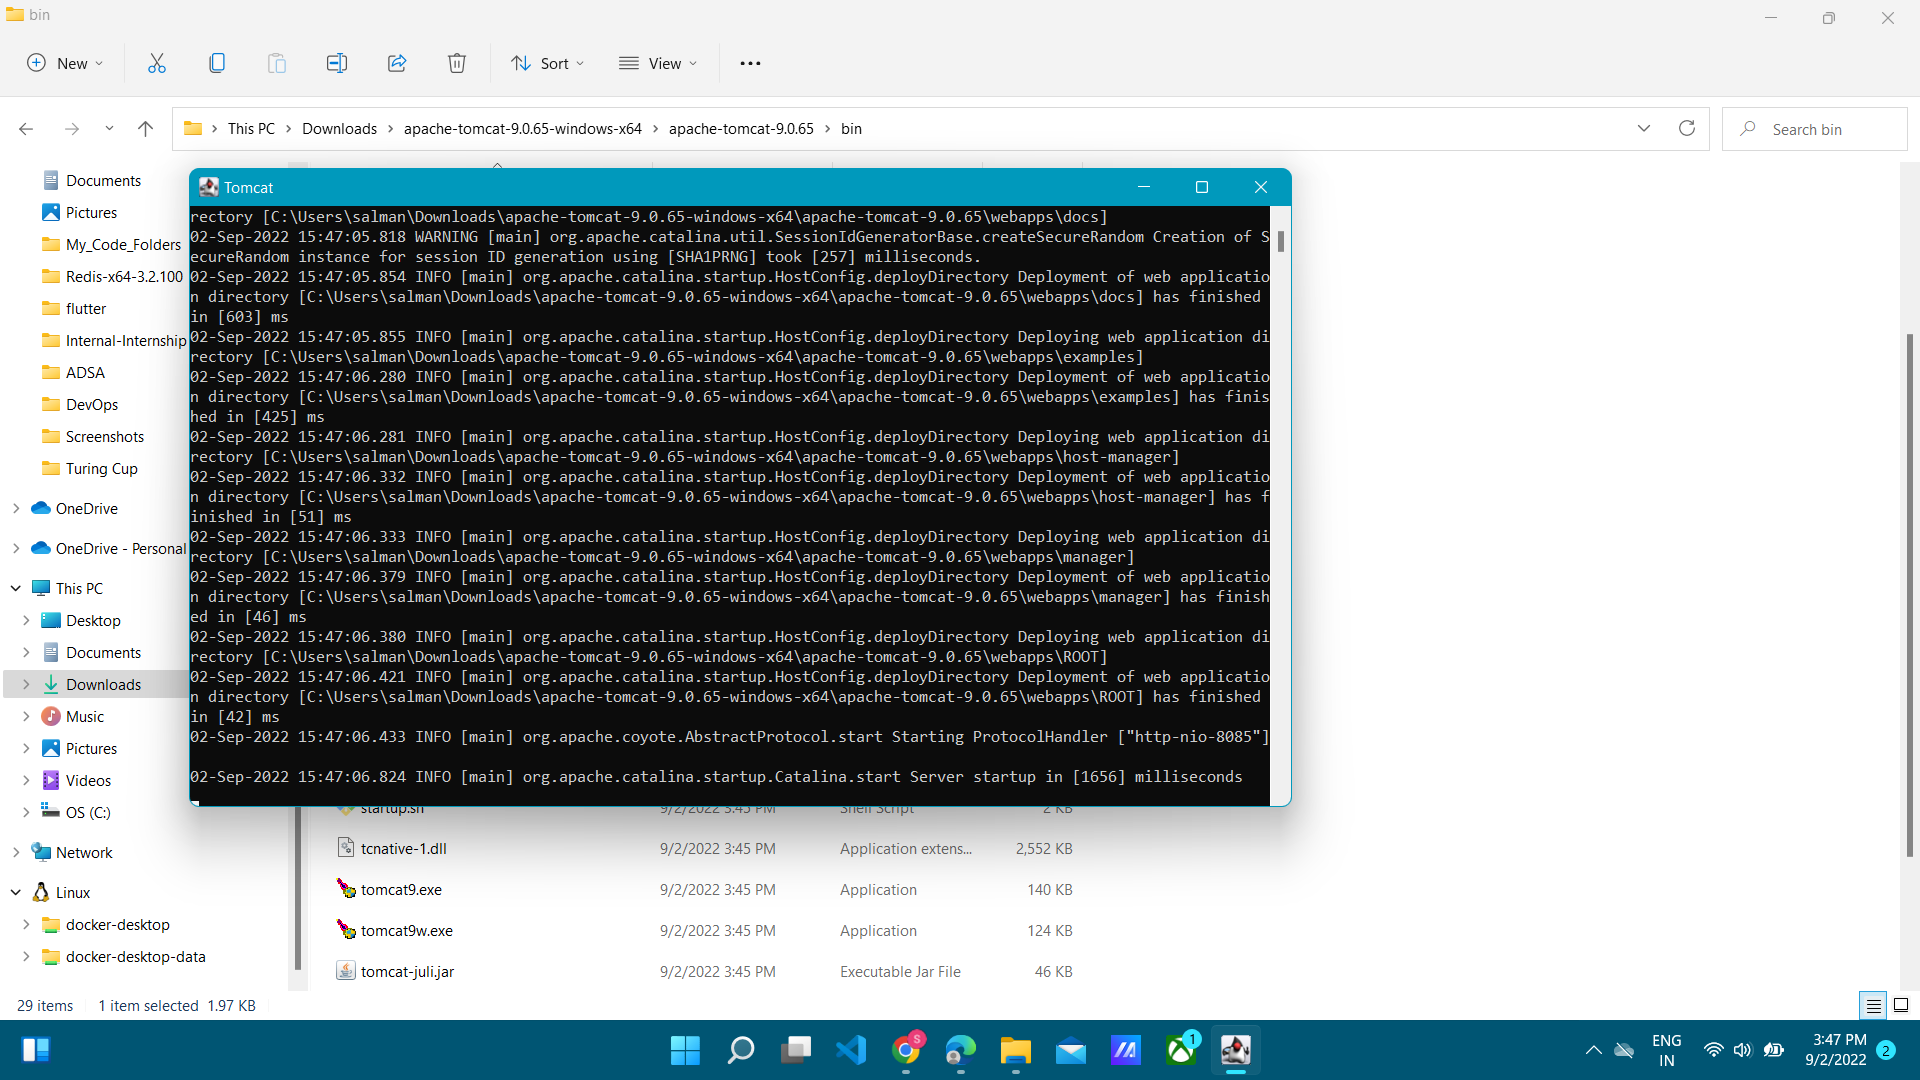 bin
New
Sort
View
This PC
Downloads
apache-tomcat-9.0.65-windows-x64
apache-tomcat-9.0.65
bin
Search bin
Documents
Pictures
My_Code_Folders
Redis-x64-3.2.100
flutter
Internal-Internship
ADSA
DevOps
Screenshots
Turing Cup
OneDrive
OneDrive - Personal
This PC
Desktop
Documents
Downloads
Music
Pictures
Videos
OS (C:)
Network
Linux
docker-desktop
docker-desktop-data
Tomcat
rectory [C:\Users\salman\Downloads\apache-tomcat-9.0.65-windows-x64\apache-tomcat-9.0.65\webapps\docs]
02-Sep-2022 15:47:05.818 WARNING [main] org.apache.catalina.util.SessionIdGeneratorBase.createSecureRandom Creation of S
ecureRandom instance for session ID generation using [SHA1PRNG] took [257] milliseconds.
02-Sep-2022 15:47:05.854 INFO [main] org.apache.catalina.startup.HostConfig.deployDirectory Deployment of web applicatio
n directory [C:\Users\salman\Downloads\apache-tomcat-9.0.65-windows-x64\apache-tomcat-9.0.65\webapps\docs] has finished
in [603] ms
02-Sep-2022 15:47:05.855 INFO [main] org.apache.catalina.startup.HostConfig.deployDirectory Deploying web application di
rectory [C:\Users\salman\Downloads\apache-tomcat-9.0.65-windows-x64\apache-tomcat-9.0.65\webapps\examples]
02-Sep-2022 15:47:06.280 INFO [main] org.apache.catalina.startup.HostConfig.deployDirectory Deployment of web applicatio
n directory [C:\Users\salman\Downloads\apache-tomcat-9.0.65-windows-x64\apache-tomcat-9.0.65\webapps\examples] has finis
hed in [425] ms
02-Sep-2022 15:47:06.281 INFO [main] org.apache.catalina.startup.HostConfig.deployDirectory Deploying web application di
rectory [C:\Users\salman\Downloads\apache-tomcat-9.0.65-windows-x64\apache-tomcat-9.0.65\webapps\host-manager]
02-Sep-2022 15:47:06.332 INFO [main] org.apache.catalina.startup.HostConfig.deployDirectory Deployment of web applicatio
n directory [C:\Users\salman\Downloads\apache-tomcat-9.0.65-windows-x64\apache-tomcat-9.0.65\webapps\host-manager] has f
inished in [51] ms
02-Sep-2022 15:47:06.333 INFO [main] org.apache.catalina.startup.HostConfig.deployDirectory Deploying web application di
rectory [C:\Users\salman\Downloads\apache-tomcat-9.0.65-windows-x64\apache-tomcat-9.0.65\webapps\manager]
02-Sep-2022 15:47:06.379 INFO [main] org.apache.catalina.startup.HostConfig.deployDirectory Deployment of web applicatio
n directory [C:\Users\salman\Downloads\apache-tomcat-9.0.65-windows-x64\apache-tomcat-9.0.65\webapps\manager] has finish
ed in [46] ms
02-Sep-2022 15:47:06.380 INFO [main] org.apache.catalina.startup.HostConfig.deployDirectory Deploying web application di
rectory [C:\Users\salman\Downloads\apache-tomcat-9.0.65-windows-x64\apache-tomcat-9.0.65\webapps\ROOT]
02-Sep-2022 15:47:06.421 INFO [main] org.apache.catalina.startup.HostConfig.deployDirectory Deployment of web applicatio
n directory [C:\Users\salman\Downloads\apache-tomcat-9.0.65-windows-x64\apache-tomcat-9.0.65\webapps\ROOT] has finished
in [42] ms
02-Sep-2022 15:47:06.433 INFO [main] org.apache.coyote.AbstractProtocol.start Starting ProtocolHandler ["http-nio-8085"]
02-Sep-2022 15:47:06.824 INFO [main] org.apache.catalina.startup.Catalina.start Server startup in [1656] milliseconds
startup.sh 9/2/2022 3:45 PM Shell Script 2 KB
tcnative-1.dll 9/2/2022 3:45 PM Application extens... 2,552 KB
tomcat9.exe 9/2/2022 3:45 PM Application 140 KB
tomcat9w.exe 9/2/2022 3:45 PM Application 124 KB
tomcat-juli.jar 9/2/2022 3:45 PM Executable Jar File 46 KB
29 items 1 item selected 1.97 KB
S
1
ENG
IN
3:47 PM
9/2/2022
2